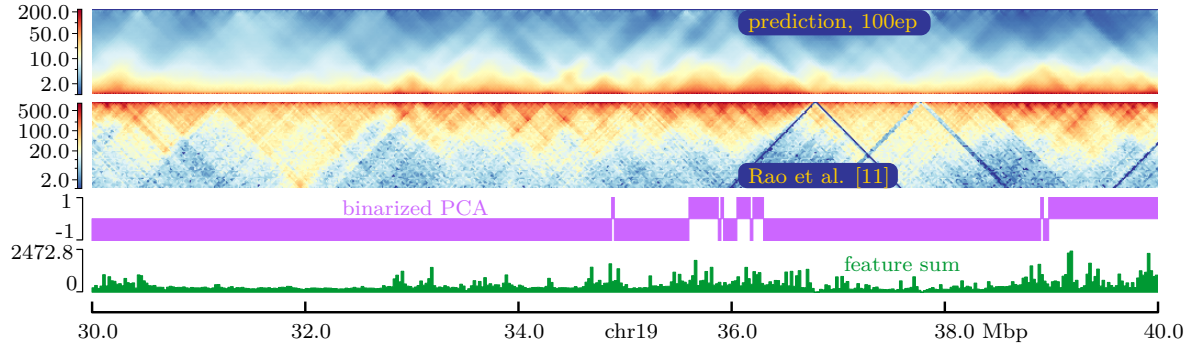 200.0
50.0
10.0
2.0
prediction, 100ep
500.0
100.0
20.0
2.0
Rao et al. [11]
1
-1
binarized PCA
2472.8
0
feature sum
30.0 32.0 34.0 chr19 36.0 38.0 Mbp 40.0